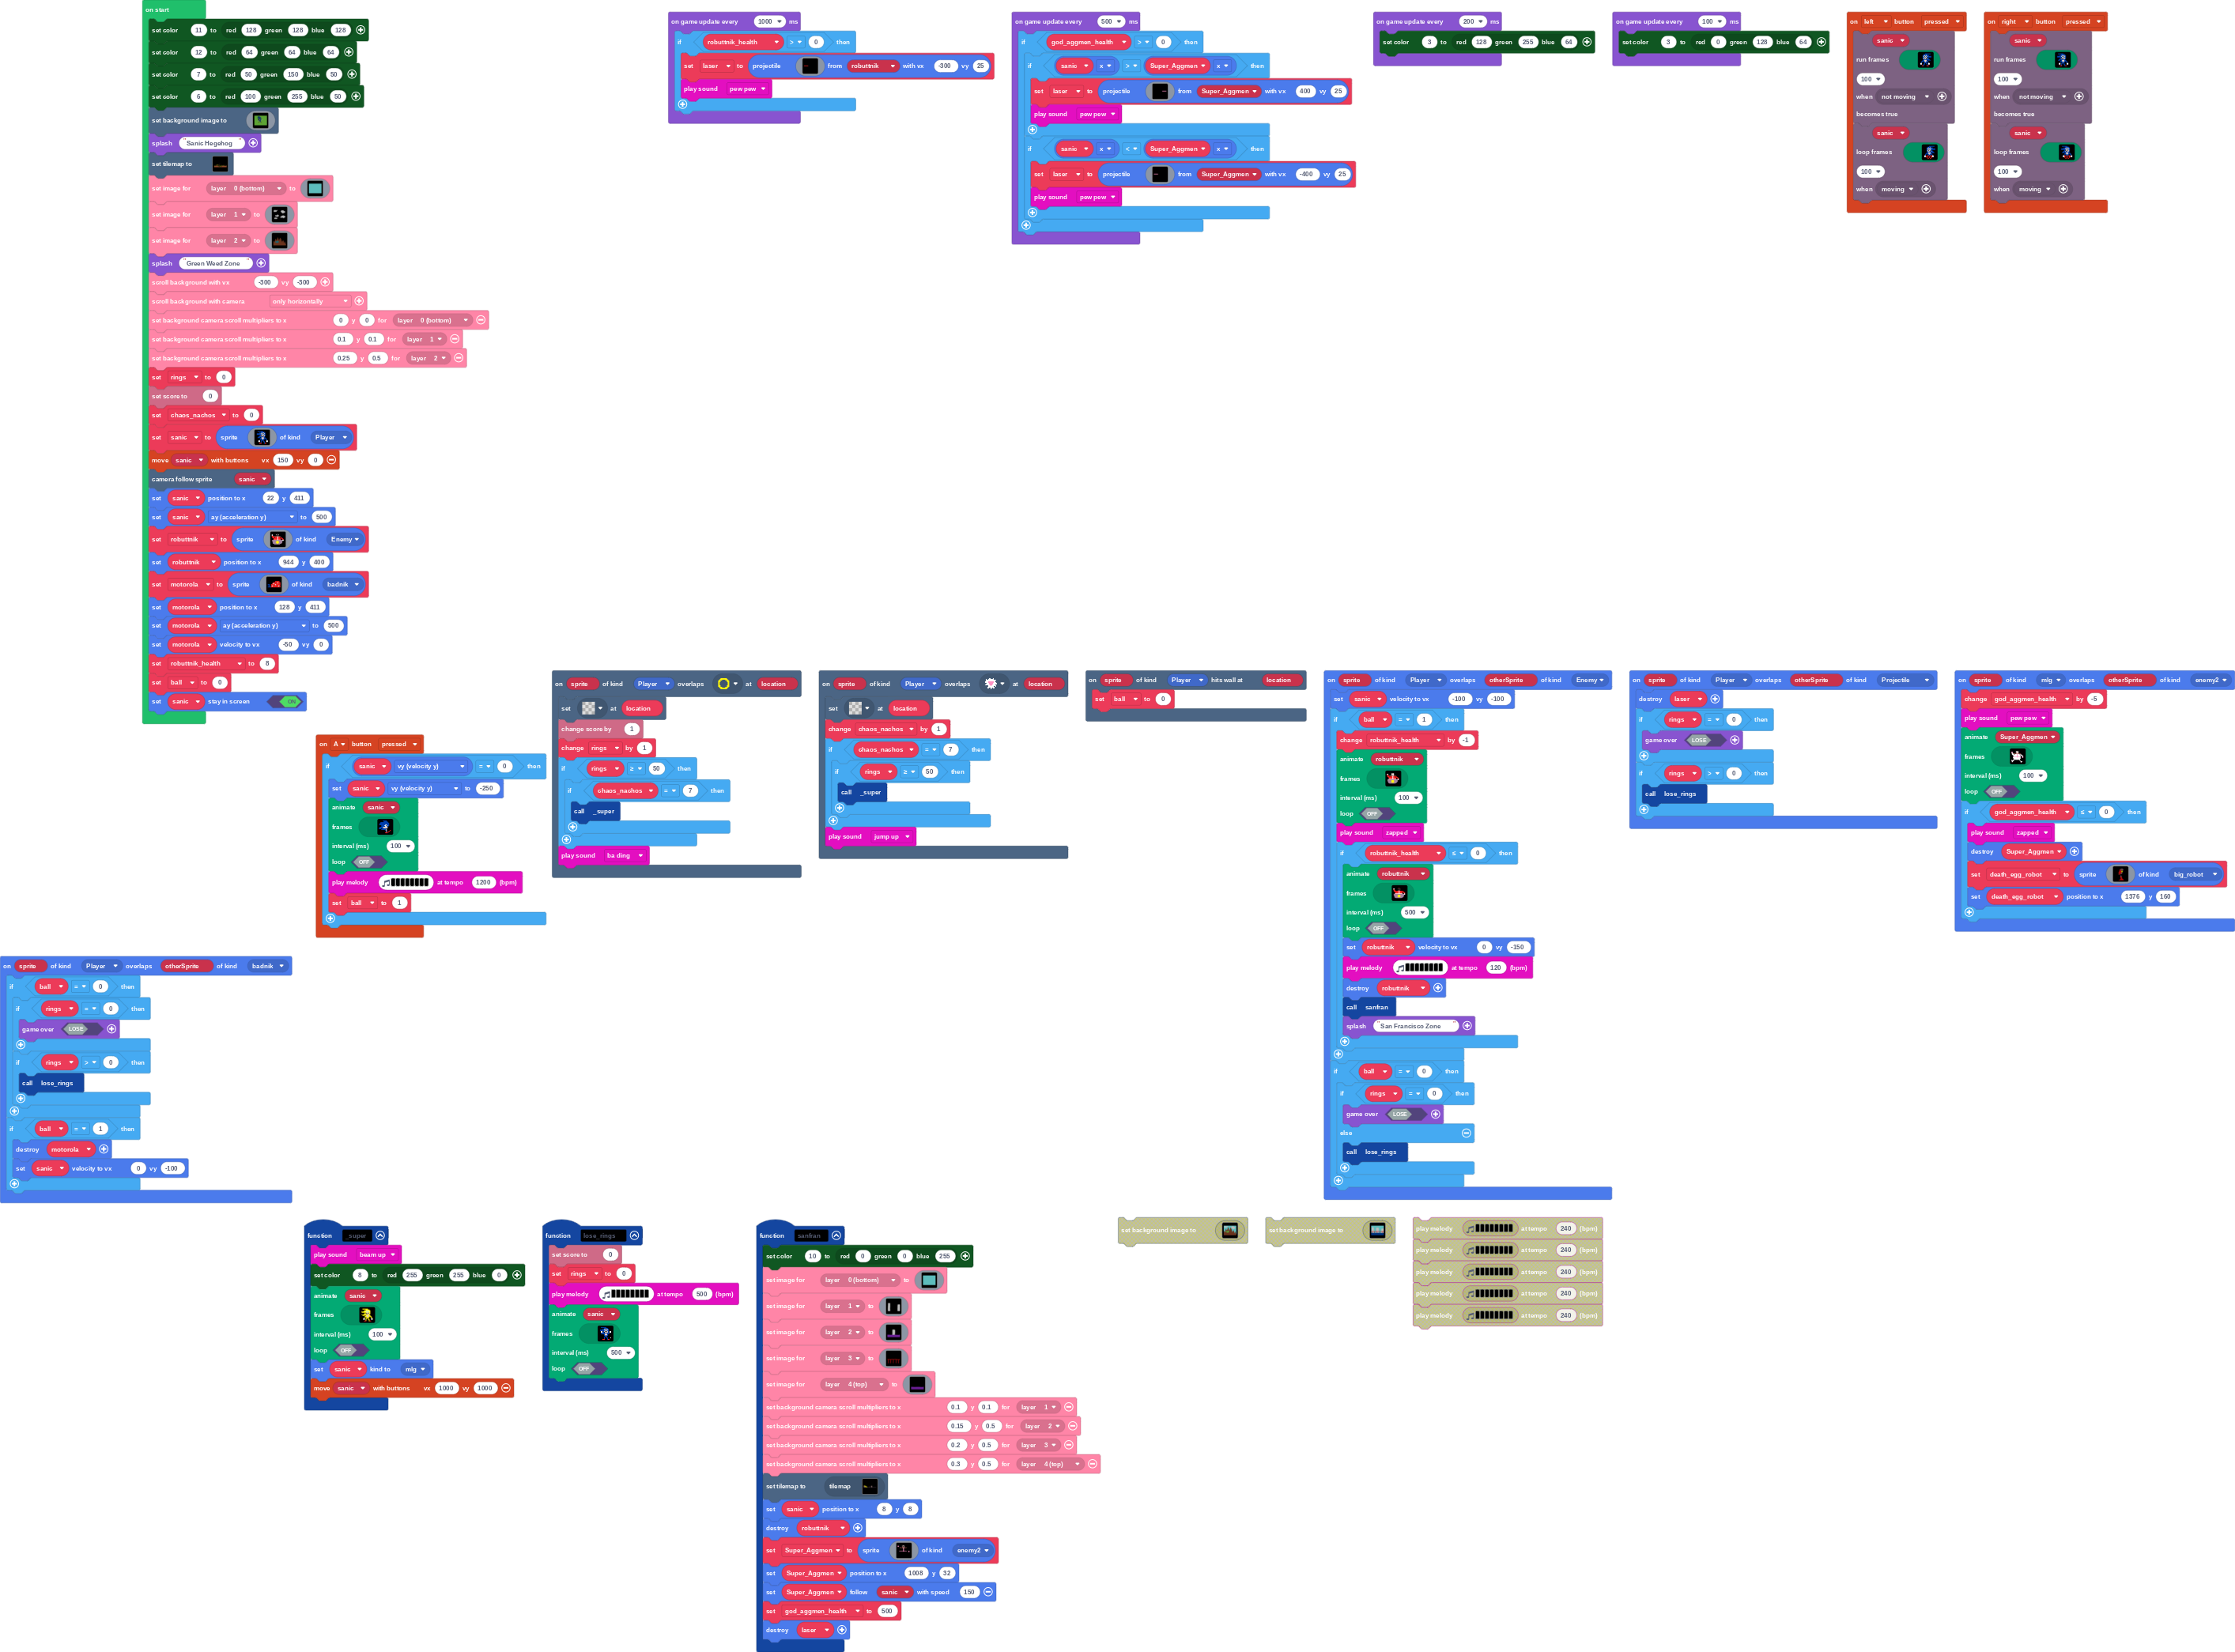 on start
set color 11 to red 128 green 128 blue 128
set color 12 to red 64 green 64 blue 64
set color 7 to red 50 green 150 blue 50
set color 6 to red 100 green 255 blue 50
set background image to
splash "Sanic Hegehog"
set tilemap to
set image for layer 0 (bottom) to
set image for layer 1 to
set image for layer 2 to
splash "Green Weed Zone"
scroll background with vx -300 vy -300
scroll background with camera only horizontally
set background camera scroll multipliers to x 0 y 0 for layer 0 (bottom)
set background camera scroll multipliers to x 0.1 y 0.1 for layer 1
set background camera scroll multipliers to x 0.25 y 0.5 for layer 2
set rings to 0
set score to 0
set chaos_nachos to 0
set sanic to sprite of kind Player
move sanic with buttons vx 150 vy 0
camera follow sprite sanic
set sanic position to x 22 y 411
set sanic ay (acceleration y) to 500
set robuttnik to sprite of kind Enemy
set robuttnik position to x 944 y 400
set motorola to sprite of kind badnik
set motorola position to x 128 y 411
set motorola ay (acceleration y) to 500
set motorola velocity to vx -50 vy 0
set robuttnik_health to 8
set ball to 0
set sanic stay in screen ON
on game update every 1000 ms
if robuttnik_health > 0 then
set laser to projectile from robuttnik with vx -300 vy 25
play sound pew pew
on game update every 500 ms
if god_aggmen_health > 0 then
if sanic x > Super_Aggmen x then
set laser to projectile from Super_Aggmen with vx 400 vy 25
play sound pew pew
if sanic x < Super_Aggmen x then
set laser to projectile from Super_Aggmen with vx -400 vy 25
play sound pew pew
on game update every 200 ms
set color 3 to red 128 green 255 blue 64
on game update every 100 ms
set color 3 to red 0 green 128 blue 64
on left button pressed
sanic
run frames
100
when not moving
becomes true
sanic
loop frames
100
when moving
on right button pressed
sanic
run frames
100
when not moving
becomes true
sanic
loop frames
100
when moving
on A button pressed
if sanic vy (velocity y) = 0 then
set sanic vy (velocity y) to -250
animate sanic
frames
interval (ms) 100
loop OFF
play melody at tempo 1200 (bpm)
set ball to 1
on sprite of kind Player overlaps at location
set at location
change score by 1
change rings by 1
if rings ≥ 50 then
if chaos_nachos = 7 then
call _super
play sound ba ding
on sprite of kind Player overlaps at location
set at location
change chaos_nachos by 1
if chaos_nachos = 7 then
if rings ≥ 50 then
call _super
play sound jump up
on sprite of kind Player hits wall at location
set ball to 0
on sprite of kind Player overlaps otherSprite of kind Enemy
set sanic velocity to vx -100 vy -100
if ball = 1 then
change robuttnik_health by -1
animate robuttnik
frames
interval (ms) 100
loop OFF
play sound zapped
if robuttnik_health ≤ 0 then
animate robuttnik
frames
interval (ms) 500
loop OFF
set robuttnik velocity to vx 0 vy -150
play melody at tempo 120 (bpm)
destroy robuttnik
call sanfran
splash "San Francisco Zone"
if ball = 0 then
if rings = 0 then
game over LOSE
else
call lose_rings
on sprite of kind Player overlaps otherSprite of kind Projectile
destroy laser
if rings = 0 then
game over LOSE
if rings > 0 then
call lose_rings
on sprite of kind mlg overlaps otherSprite of kind enemy2
change god_aggmen_health by -5
play sound pew pew
animate Super_Aggmen
frames
interval (ms) 100
loop OFF
if god_aggmen_health ≤ 0 then
play sound zapped
destroy Super_Aggmen
set death_egg_robot to sprite of kind big_robot
set death_egg_robot position to x 1376 y 160
on sprite of kind Player overlaps otherSprite of kind badnik
if ball = 0 then
if rings = 0 then
game over LOSE
if rings > 0 then
call lose_rings
if ball = 1 then
destroy motorola
set sanic velocity to vx 0 vy -100
function _super
play sound beam up
set color 8 to red 255 green 255 blue 0
animate sanic
frames
interval (ms) 100
loop OFF
set sanic kind to mlg
move sanic with buttons vx 1000 vy 1000
function lose_rings
set score to 0
set rings to 0
play melody at tempo 500 (bpm)
animate sanic
frames
interval (ms) 500
loop OFF
function sanfran
set color 10 to red 0 green 0 blue 255
set image for layer 0 (bottom) to
set image for layer 1 to
set image for layer 2 to
set image for layer 3 to
set image for layer 4 (top) to
set background camera scroll multipliers to x 0.1 y 0.1 for layer 1
set background camera scroll multipliers to x 0.15 y 0.5 for layer 2
set background camera scroll multipliers to x 0.2 y 0.5 for layer 3
set background camera scroll multipliers to x 0.3 y 0.5 for layer 4 (top)
set tilemap to tilemap
set sanic position to x 8 y 8
destroy robuttnik
set Super_Aggmen to sprite of kind enemy2
set Super_Aggmen position to x 1008 y 32
set Super_Aggmen follow sanic with speed 150
set god_aggmen_health to 500
destroy laser
set background image to
set background image to
play melody at tempo 240 (bpm)
play melody at tempo 240 (bpm)
play melody at tempo 240 (bpm)
play melody at tempo 240 (bpm)
play melody at tempo 240 (bpm)